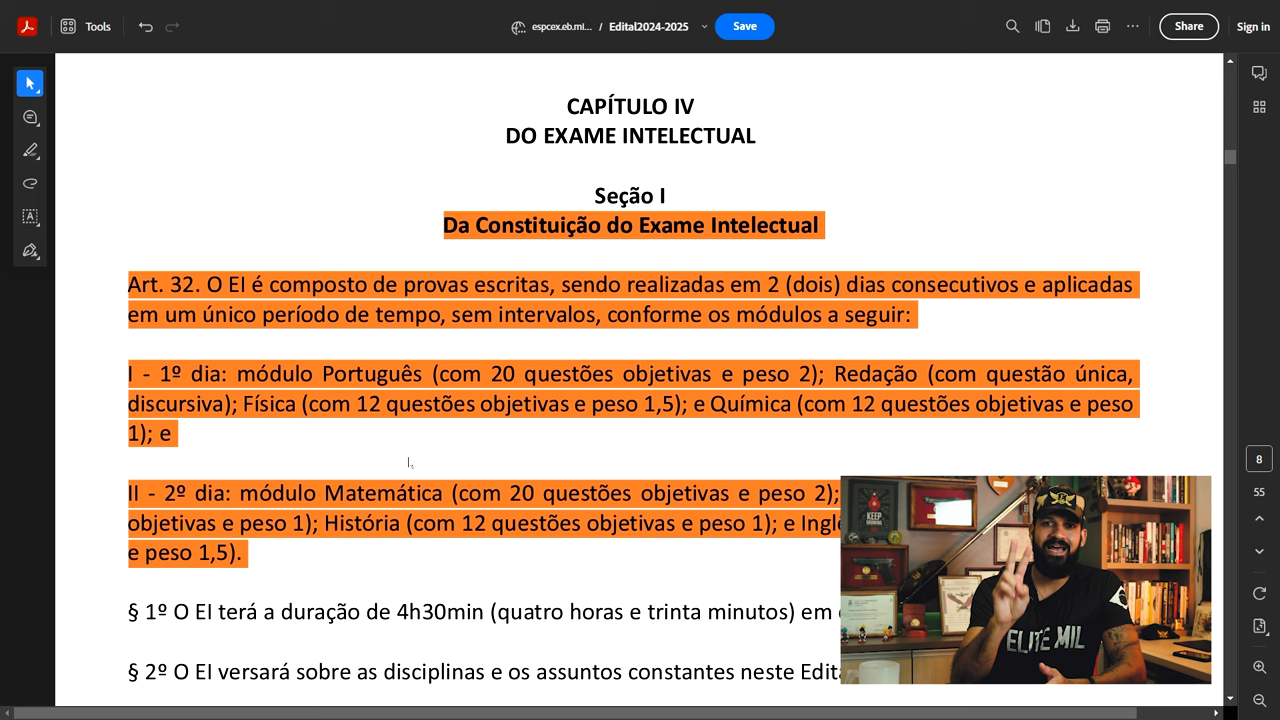 Tools
espcex.eb.mi... / Edital2024-2025
Save
Share
Sign in
CAPÍTULO IV
DO EXAME INTELECTUAL
Seção I
Da Constituição do Exame Intelectual
Art. 32. O EI é composto de provas escritas, sendo realizadas em 2 (dois) dias consecutivos e aplicadas
em um único período de tempo, sem intervalos, conforme os módulos a seguir:
I - 1º dia: módulo Português (com 20 questões objetivas e peso 2); Redação (com questão única,
discursiva); Física (com 12 questões objetivas e peso 1,5); e Química (com 12 questões objetivas e peso
1); e
II - 2º dia: módulo Matemática (com 20 questões objetivas e peso 2);
objetivas e peso 1); História (com 12 questões objetivas e peso 1); e
e peso 1,5).
§ 1º O EI terá a duração de 4h30min (quatro horas e trinta minutos) em
§ 2º O EI versará sobre as disciplinas e os assuntos constantes neste
8
55
KEEP
ELITE MIL